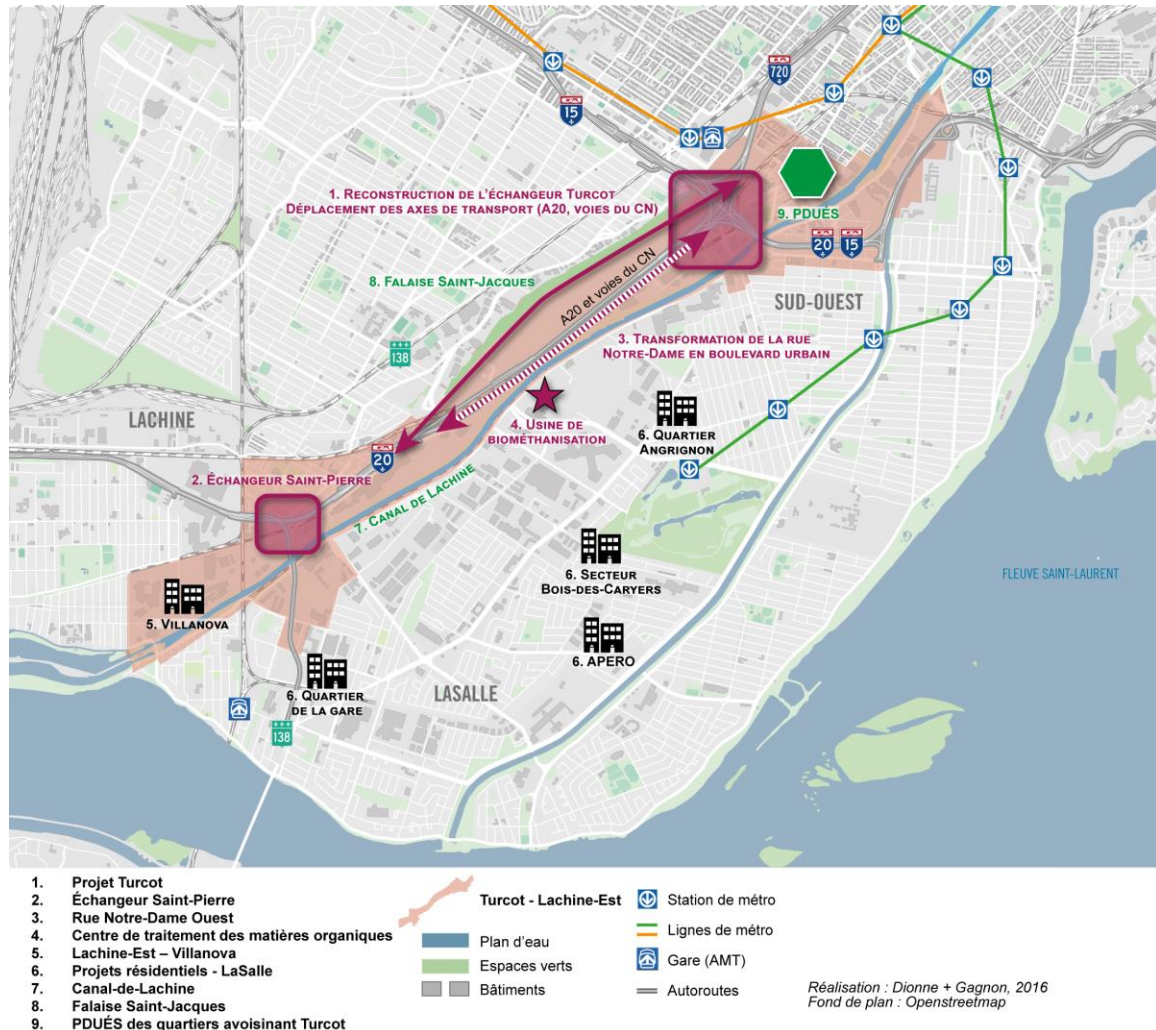 720
15
1. Reconstruction de l'échangeur Turcot
Déplacement des axes de transport (A20, voies du CN)
9. PDUÉS
20 15
8. Falaise Saint-Jacques
A20 et voies du CN
SUD-OUEST
138
3. Transformation de la rue
Notre-Dame en boulevard urbain
LACHINE
4. Usine de
biométhanisation
6. Quartier
Angrignon
20
2. Échangeur Saint-Pierre
7. Canal de Lachine
6. Secteur
Bois-des-Caryers
FLEUVE SAINT-LAURENT
5. Villanova
6. APERO
6. Quartier
de la gare
LASALLE
138
1. Projet Turcot
2. Échangeur Saint-Pierre
3. Rue Notre-Dame Ouest
4. Centre de traitement des matières organiques
5. Lachine-Est – Villanova
6. Projets résidentiels - LaSalle
7. Canal-de-Lachine
8. Falaise Saint-Jacques
9. PDUÉS des quartiers avoisinant Turcot
Turcot - Lachine-Est
Plan d'eau
Espaces verts
Bâtiments
Station de métro
Lignes de métro
Gare (AMT)
Autoroutes
Réalisation : Dionne + Gagnon, 2016
Fond de plan : Openstreetmap